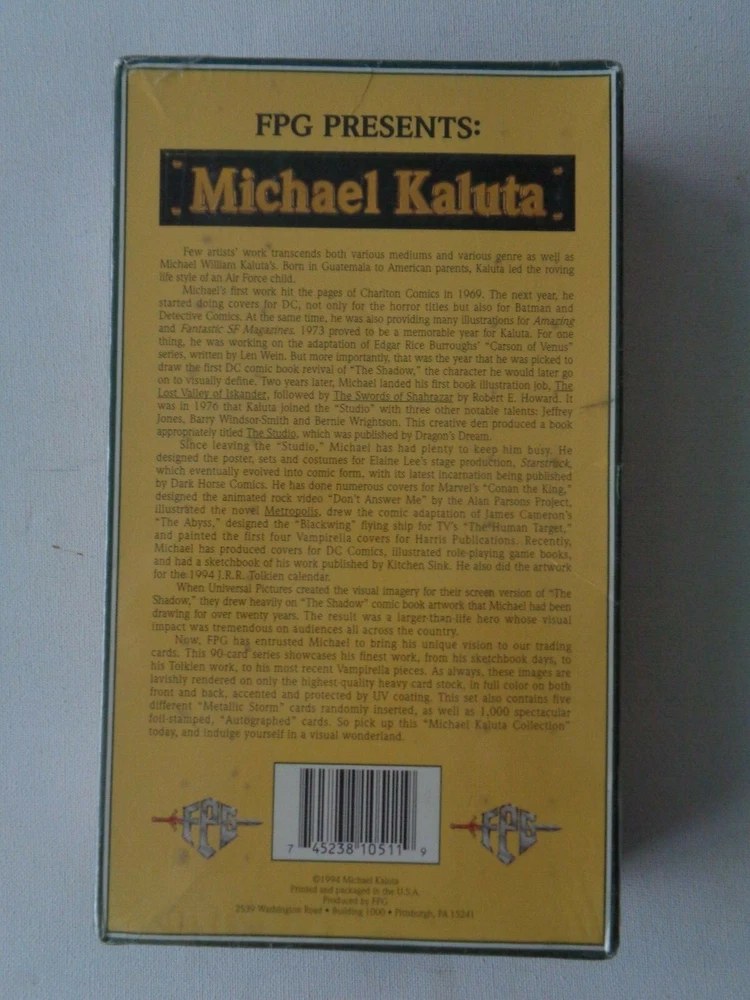 FPG PRESENTS:
Michael Kaluta
Few artists' work transcends both various mediums and various genre as well as
Michael William Kaluta's. Born in Guatemala to American parents, Kaluta led the roving
life style of an Air Force child.
Michael's first work hit the pages of Charlton Comics in 1969. The next year, he
started doing covers for DC, not only for the horror titles but also for Batman and
Detective Comics. At the same time, he was also providing many illustrations for Amazing
and Fantastic SF Magazines. 1973 proved to be a memorable year for Kaluta. For one
thing, he was working on the adaptation of Edgar Rice Burroughs' "Carson of Venus"
series, written by Len Wein. But more importantly, that was the year that he was picked to
draw the first DC comic book revival of "The Shadow," the character he would later go
on to visually define. Two years later, Michael landed his first book illustration job, The
Lost Valley of Iskander, followed by The Swords of Shahrazar by Robert E. Howard. It
was in 1976 that Kaluta joined the "Studio" with three other notable talents: Jeffrey
Jones, Barry Windsor-Smith and Bernie Wrightson. This creative den produced a book
appropriately titled The Studio, which was published by Dragon's Dream.
Since leaving the "Studio," Michael has had plenty to keep him busy. He
designed the poster, sets and costumes for Elaine Lee's stage production, Starstruck,
which eventually evolved into comic form, with its latest incarnation being published
by Dark Horse Comics. He has done numerous covers for Marvel's "Conan the King,"
designed the animated rock video "Don't Answer Me" by the Alan Parsons Project,
illustrated the novel Metropolis, drew the comic adaptation of James Cameron's
"The Abyss," designed the "Blackwing" flying ship for TV's "The Human Target,"
and painted the first four Vampirella covers for Harris Publications. Recently,
Michael has produced covers for DC Comics, illustrated role-playing game books,
and had a sketchbook of his work published by Kitchen Sink. He also did the artwork
for the 1994 J.R.R. Tolkien calendar.
When Universal Pictures created the visual imagery for their screen version of "The
Shadow," they drew heavily on "The Shadow" comic book artwork that Michael had been
drawing for over twenty years. The result was a larger-than-life hero whose visual
impact was tremendous on audiences all across the country.
Now, FPG has entrusted Michael to bring his unique vision to our trading
cards. This 90-card series showcases his finest work, from his sketchbook days, to
his Tolkien work, to his most recent Vampirella pieces. As always, these images are
lavishly rendered on only the highest-quality heavy card stock, in full color on both
front and back, accented and protected by UV coating. This set also contains five
different "Metallic Storm" cards randomly inserted, as well as 1,000 spectacular
foil-stamped, "Autographed" cards. So pick up this "Michael Kaluta Collection"
today, and indulge yourself in a visual wonderland.
7 45238 10511 9
FPG
FPG
©1994 Michael Kaluta
Printed and packaged in the U.S.A.
Produced by FPG
2539 Washington Road • Building 1000 • Pittsburgh, PA 15241